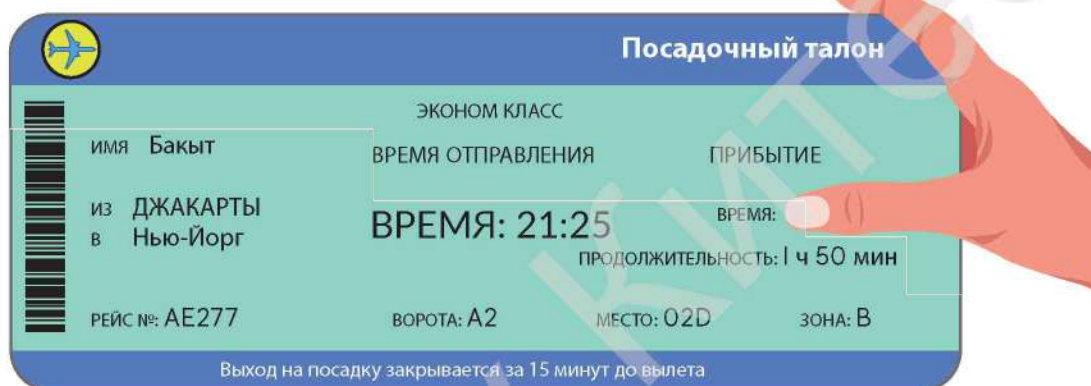 Посадочный талон
ЭКОНОМ КЛАСС
ИМЯ Бакыт
ВРЕМЯ ОТПРАВЛЕНИЯ ПРИБЫТИЕ
ИЗ ДЖАКАРТЫ
В Нью-Йорг
ВРЕМЯ: 21:25 ВРЕМЯ:
ПРОДОЛЖИТЕЛЬНОСТЬ: 1 ч 50 мин
РЕЙС №: AE277 ВОРОТА: A2 МЕСТО: 02D ЗОНА: B
Выход на посадку закрывается за 15 минут до вылета